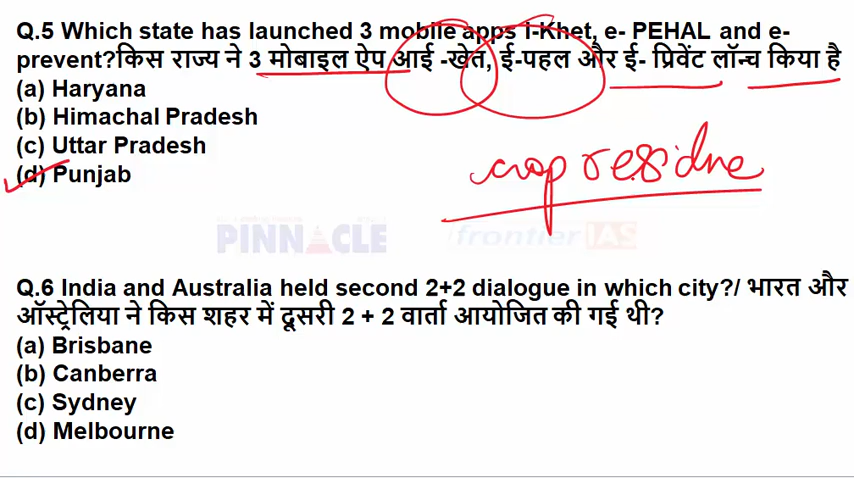 Q.5 Which state has launched 3 mobile apps I-Khet, e- PEHAL and e-
prevent?किस राज्य ने 3 मोबाइल ऐप आई -खेत, ई-पहल और ई- प्रिवेंट लॉन्च किया है
(a) Haryana
(b) Himachal Pradesh
(c) Uttar Pradesh
(d) Punjab
crop residue
PINNACLE
frontier IAS
Q.6 India and Australia held second 2+2 dialogue in which city?/ भारत और
ऑस्ट्रेलिया ने किस शहर में दूसरी 2 + 2 वार्ता आयोजित की गई थी?
(a) Brisbane
(b) Canberra
(c) Sydney
(d) Melbourne